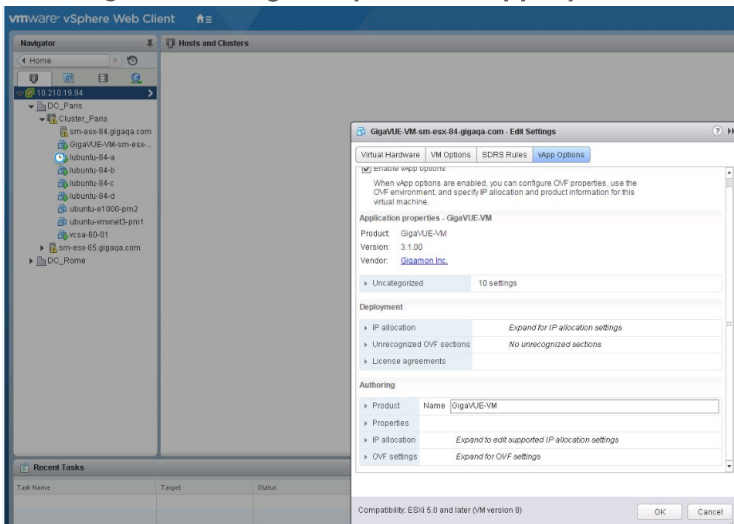 vmware® vSphere Web Client
Navigator
Home
10.210.19.94
DC_Paris
Cluster_Paris
sm-esx-84.gigaqa.com
GigaVUE-VM-sm-esx-...
lubuntu-84-a
lubuntu-84-b
lubuntu-84-c
lubuntu-84-d
ubuntu-e1000-pm2
ubuntu-vmxnet3-pm1
vcsa-60-01
sm-esx-85.gigaqa.com
DC_Rome
Hosts and Clusters
GigaVUE-VM-sm-esx-84-gigaqa-com - Edit Settings
Virtual Hardware VM Options SDRS Rules vApp Options
Enable vApp options
When vApp options are enabled, you can configure OVF properties, use the
OVF environment, and specify IP allocation and product information for this
virtual machine.
Application properties - GigaVUE-VM
Product: GigaVUE-VM
Version: 3.1.00
Vendor: Gigamon Inc.
Uncategorized 10 settings
Deployment
IP allocation Expand for IP allocation settings
Unrecognized OVF sections No unrecognized sections
License agreements
Authoring
Product Name GigaVUE-VM
Properties
IP allocation Expand to edit supported IP allocation settings
OVF settings Expand for OVF settings
Compatibility: ESXi 5.0 and later (VM version 8) OK Cancel
Recent Tasks
Task Name Target Status